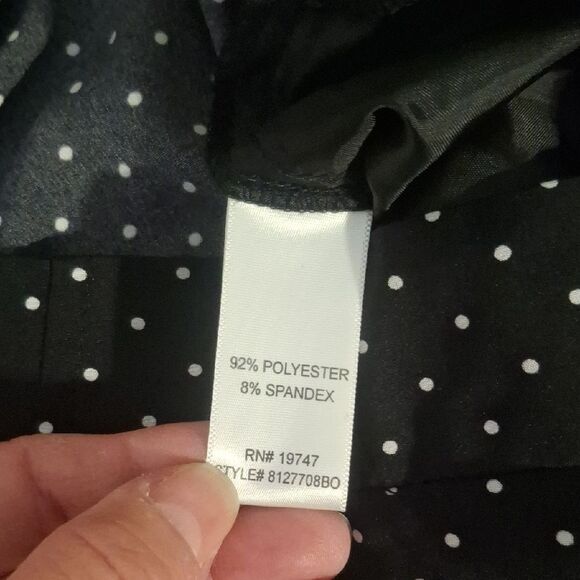 92% POLYESTER
8% SPANDEX
RN# 19747
STYLE# 8127708BO